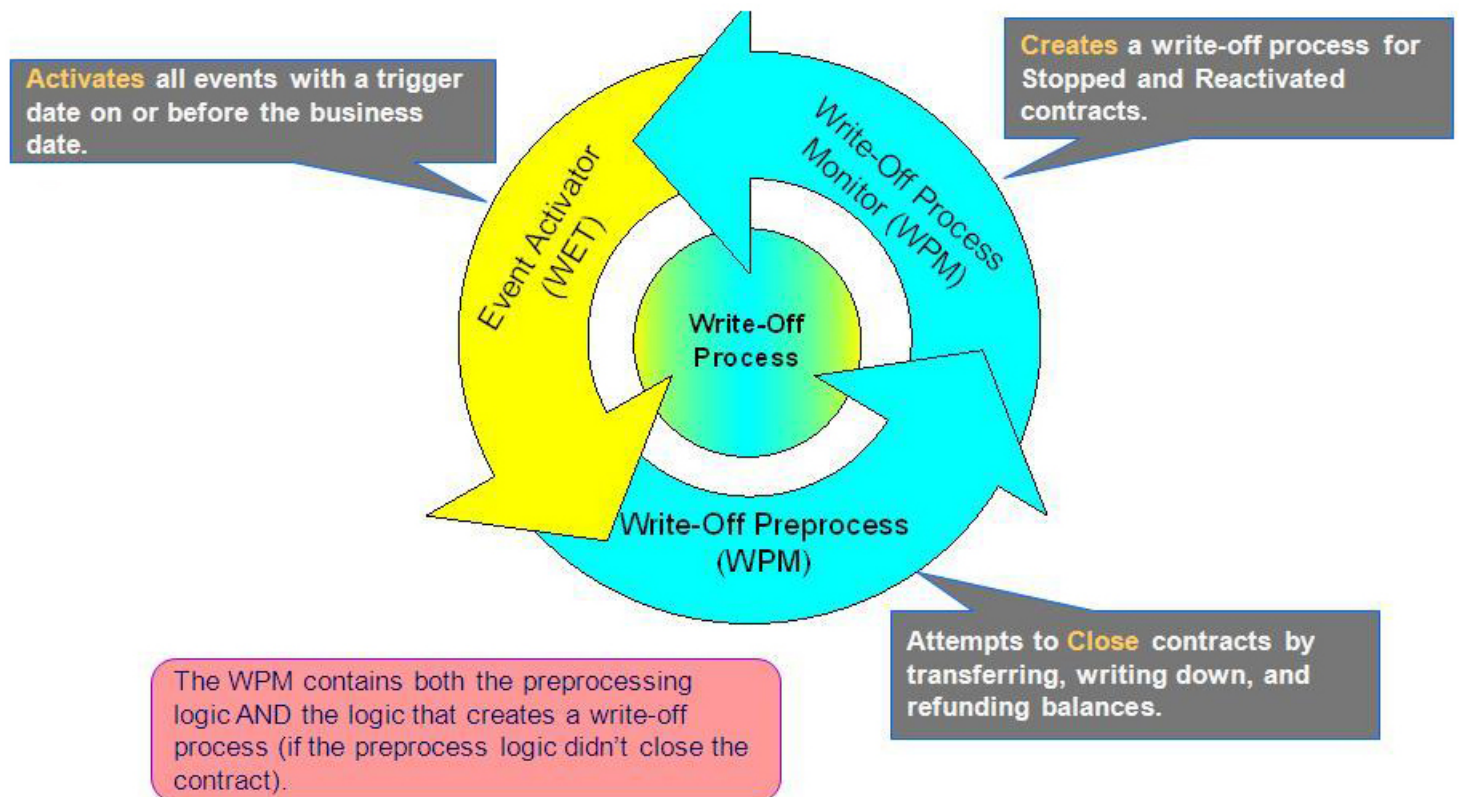 Activates all events with a trigger
date on or before the business
date.
Creates a write-off process for
Stopped and Reactivated
contracts.
Event Activator
(WET)
Write-Off Process
Monitor (WPM)
Write-Off
Process
Write-Off Preprocess
(WPM)
Attempts to Close contracts by
transferring, writing down, and
refunding balances.
The WPM contains both the preprocessing
logic AND the logic that creates a write-off
process (if the preprocess logic didn’t close the
contract).